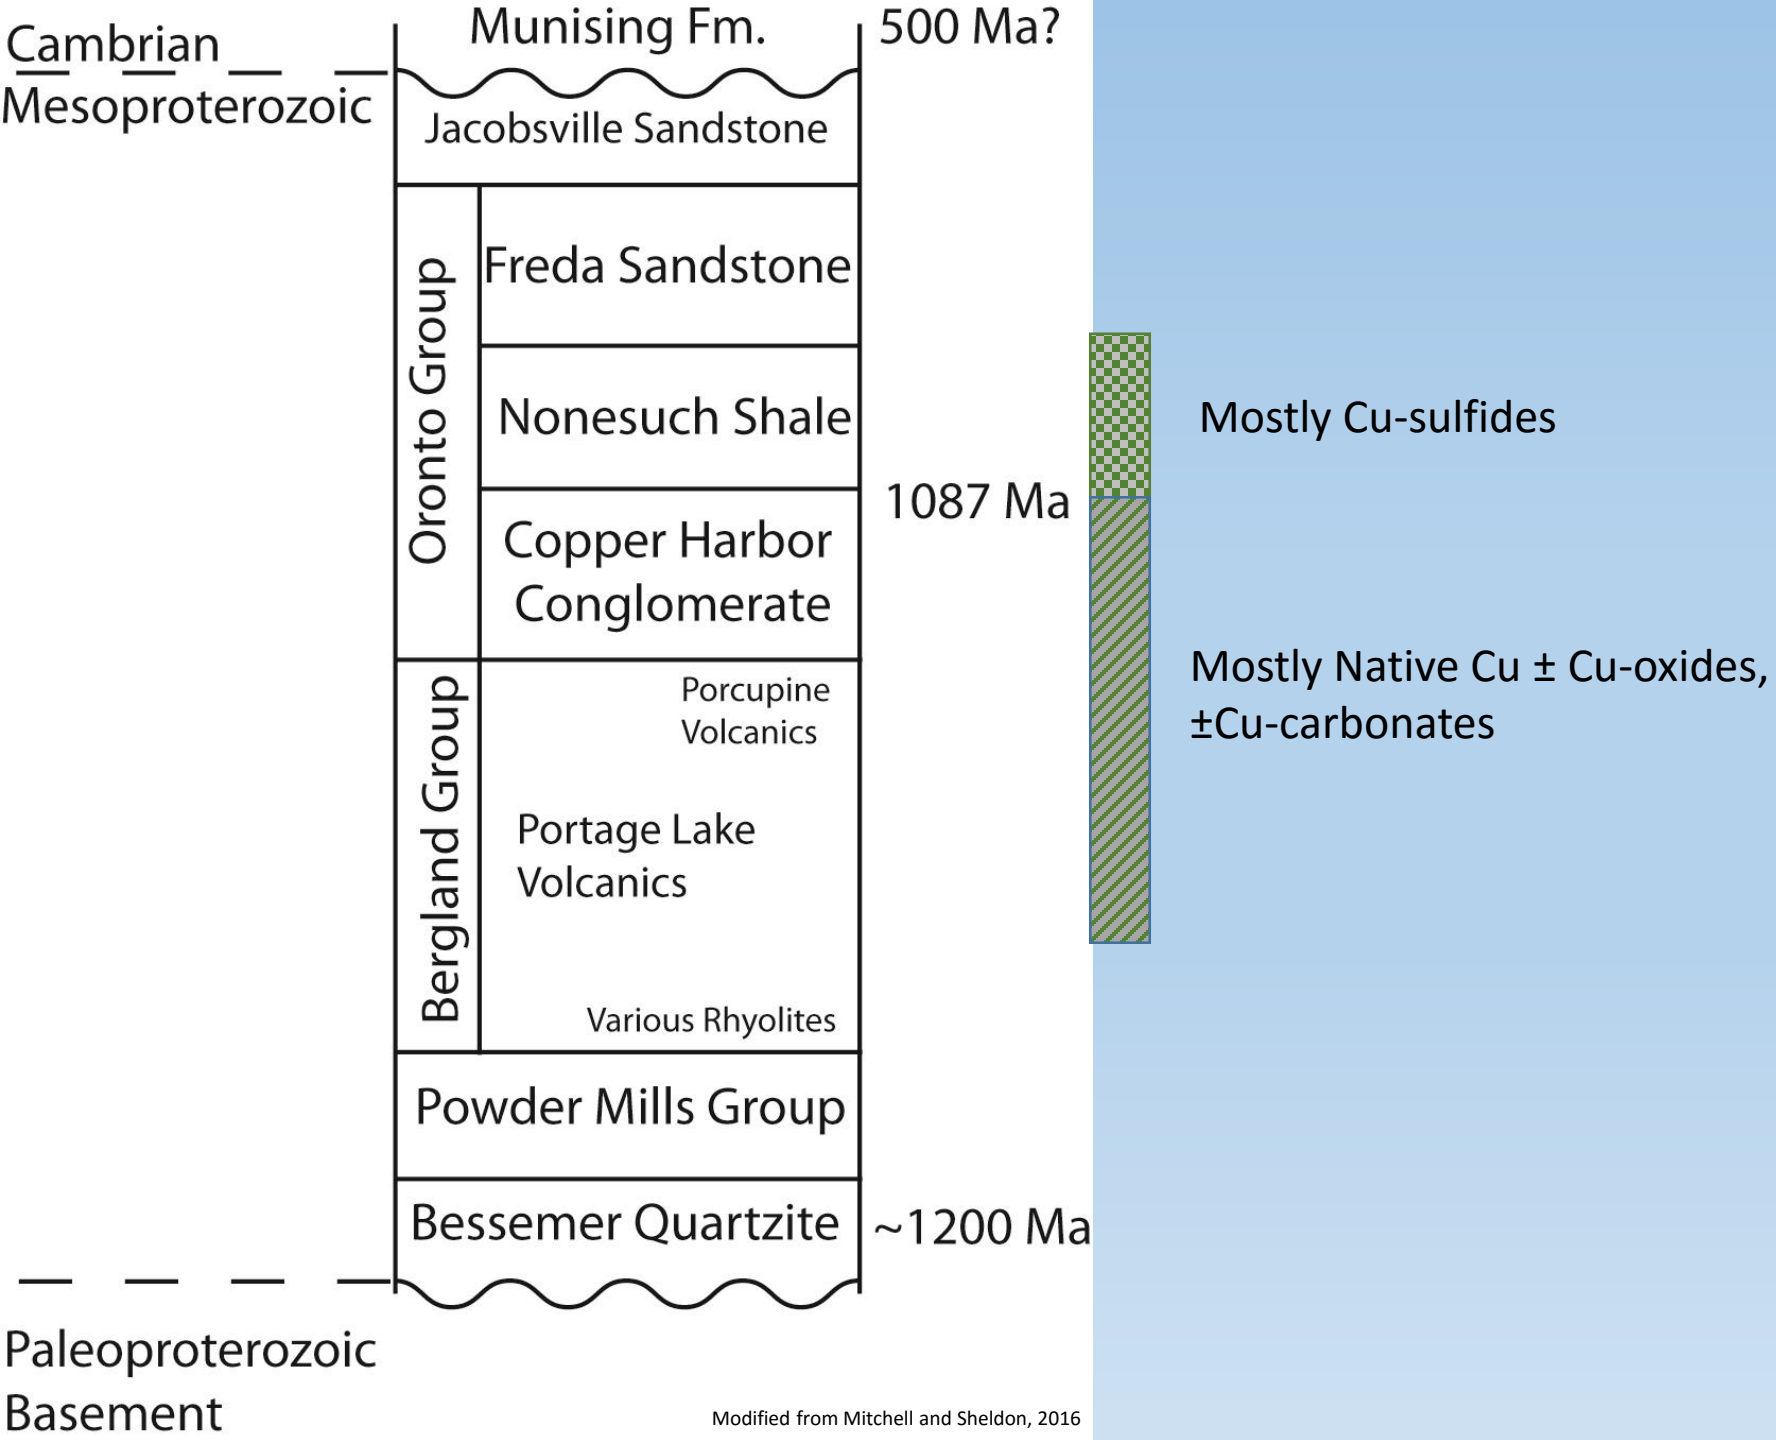 Cambrian
Munising Fm.
500 Ma?
Mesoproterozoic
Jacobsville Sandstone
Oronto Group
Freda Sandstone
Nonesuch Shale
Mostly Cu-sulfides
1087 Ma
Copper Harbor
Conglomerate
Bergland Group
Porcupine
Volcanics
Mostly Native Cu ± Cu-oxides,
±Cu-carbonates
Portage Lake
Volcanics
Various Rhyolites
Powder Mills Group
Bessemer Quartzite
~1200 Ma
Paleoproterozoic
Basement
Modified from Mitchell and Sheldon, 2016